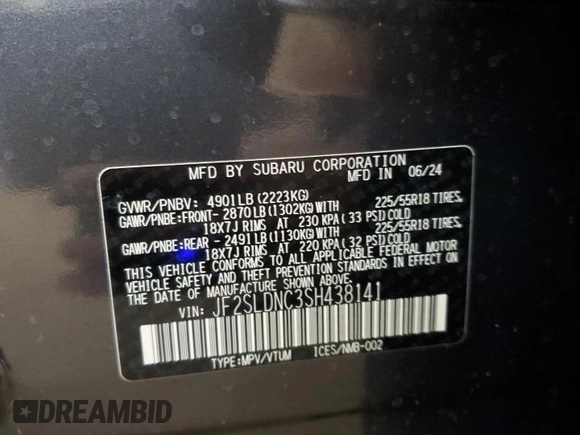 MFD BY SUBARU CORPORATION
MFD IN 06/24
GVWR/PNBV: 4901LB (2223KG)
GAWR/PNBE:FRONT- 2870LB(1302KG)WITH 225/55R18 TIRES,
18X7J RIMS AT 230 KPA( 33 PSI)COLD
GAWR/PNBE:REAR - 2491LB(1130KG)WITH 225/55R18 TIRES,
18X7J RIMS AT 220 KPA( 32 PSI)COLD
THIS VEHICLE CONFORMS TO ALL APPLICABLE FEDERAL MOTOR
VEHICLE SAFETY, BUMPER, AND THEFT PREVENTION STANDARDS
IN EFFECT ON THE DATE OF MANUFACTURE SHOWN ABOVE.
VIN: JF2SLDNC3SH438141
TYPE:MPV/VTUM ICES/NMB-002
DREAMBID